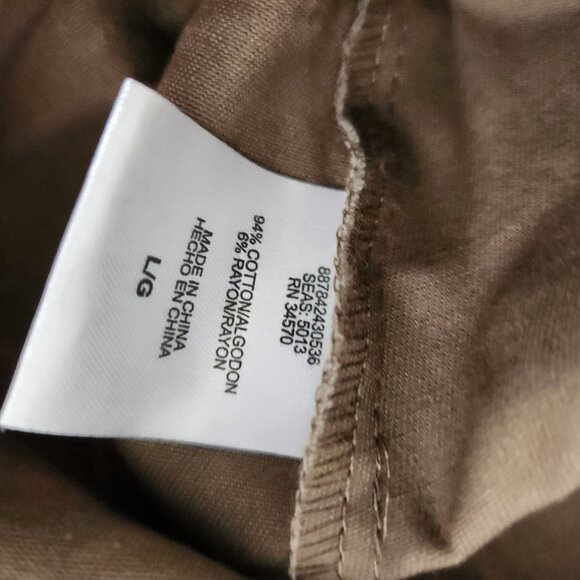 887842430536
SEAS: 5013
RN 34570
94% COTTON/ALGODON
6% RAYON/RAYON
MADE IN CHINA
HECHO EN CHINA
L/G